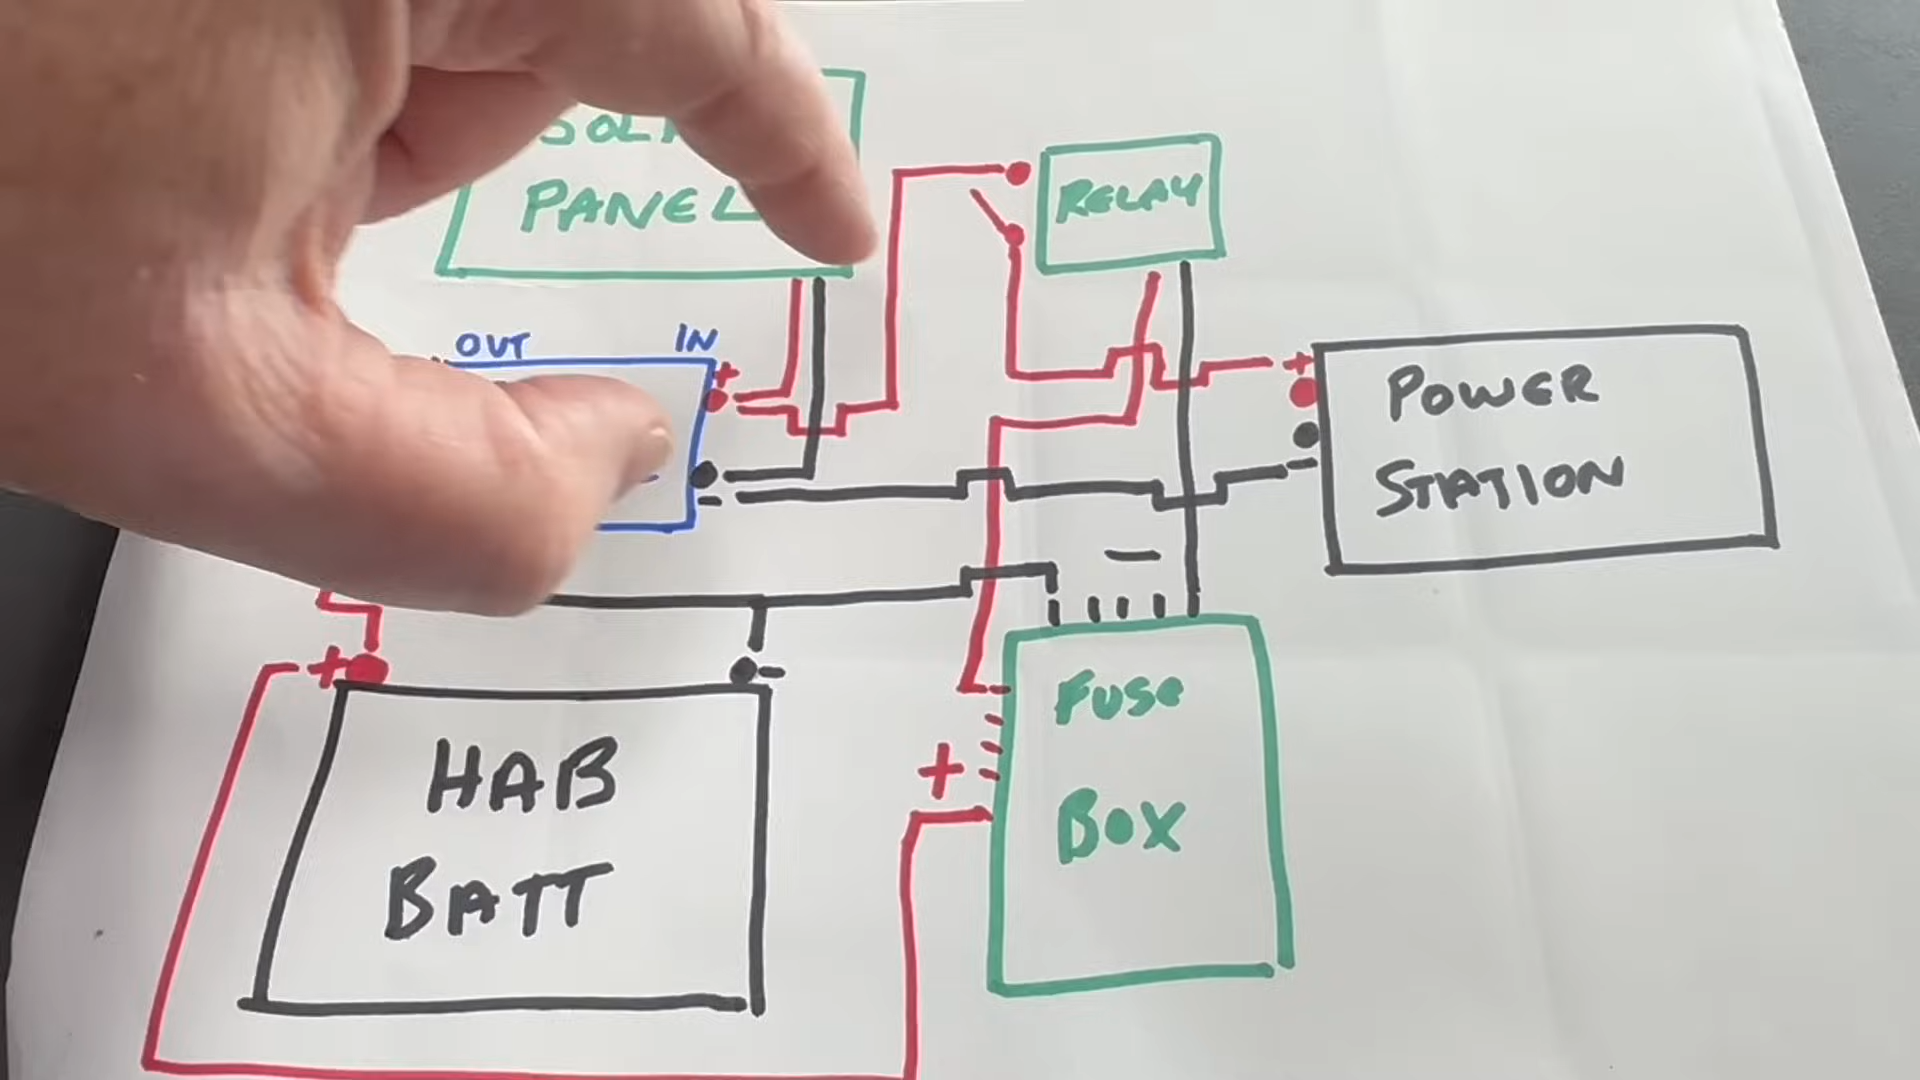 PANEL
RELAY
OUT
IN
+
+
POWER
STATION
-
-
-
+
-
FUSE
+
BOX
HAB
BATT